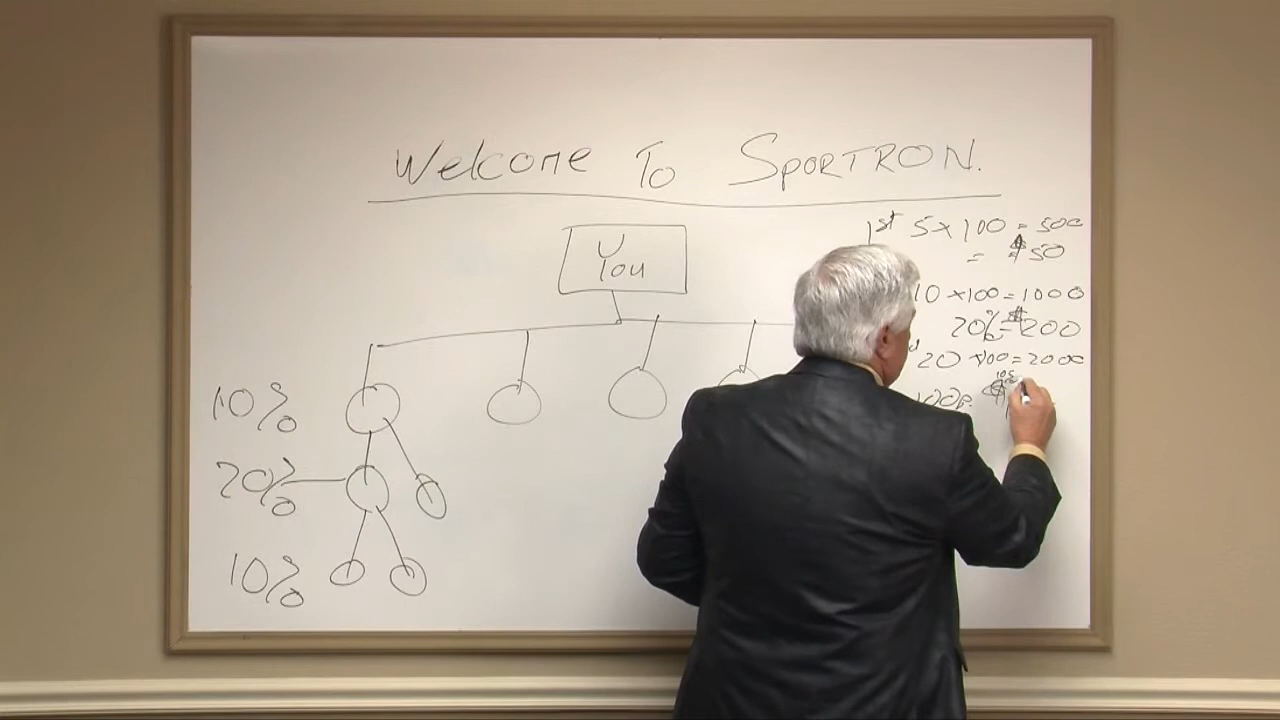 Welcome To SPORTRON.
1st 5 x 100 = 500
= $50
You
10 x 100 = 1000
20% = $200
20 x 100 = 2000
10%
20%
10%